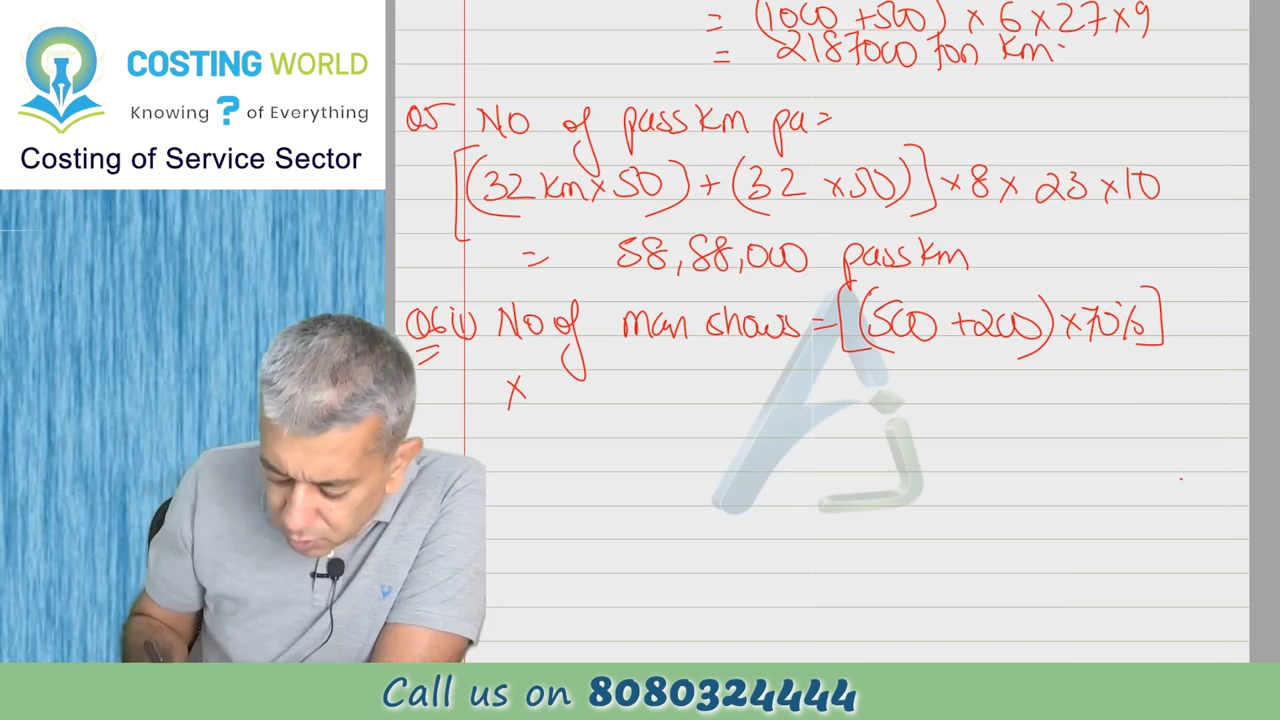 COSTING WORLD
Knowing ? of Everything
Costing of Service Sector
= (1000 +500) × 6 × 27 × 9
= 2187000 Ton km.
Q5 No of pass km pa =
[(32 km × 50) + (32 × 50)] × 8 × 23 × 10
= 58,88,000 pass km
Q6 (i) No of man shows = [(500 + 200) × 70%]
×
Call us on 8080324444